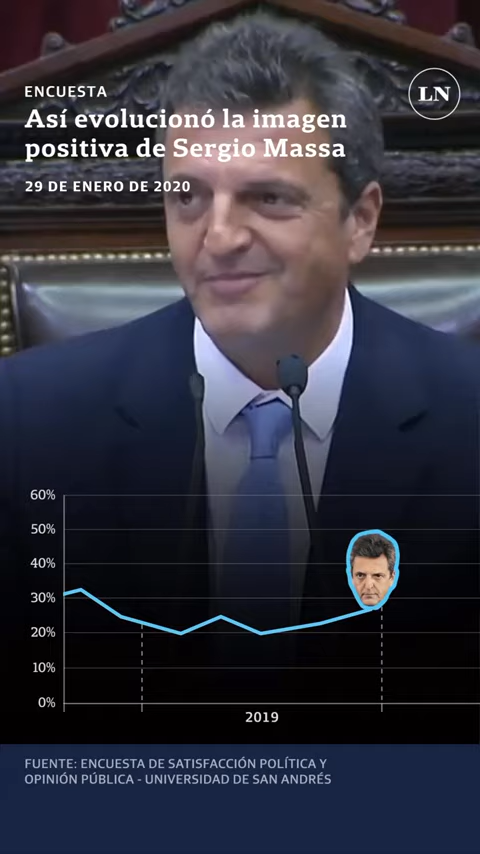 ENCUESTA
LN
Así evolucionó la imagen
positiva de Sergio Massa
29 DE ENERO DE 2020
60%
50%
40%
30%
20%
10%
0%
2019
FUENTE: ENCUESTA DE SATISFACCIÓN POLÍTICA Y
OPINIÓN PÚBLICA - UNIVERSIDAD DE SAN ANDRÉS